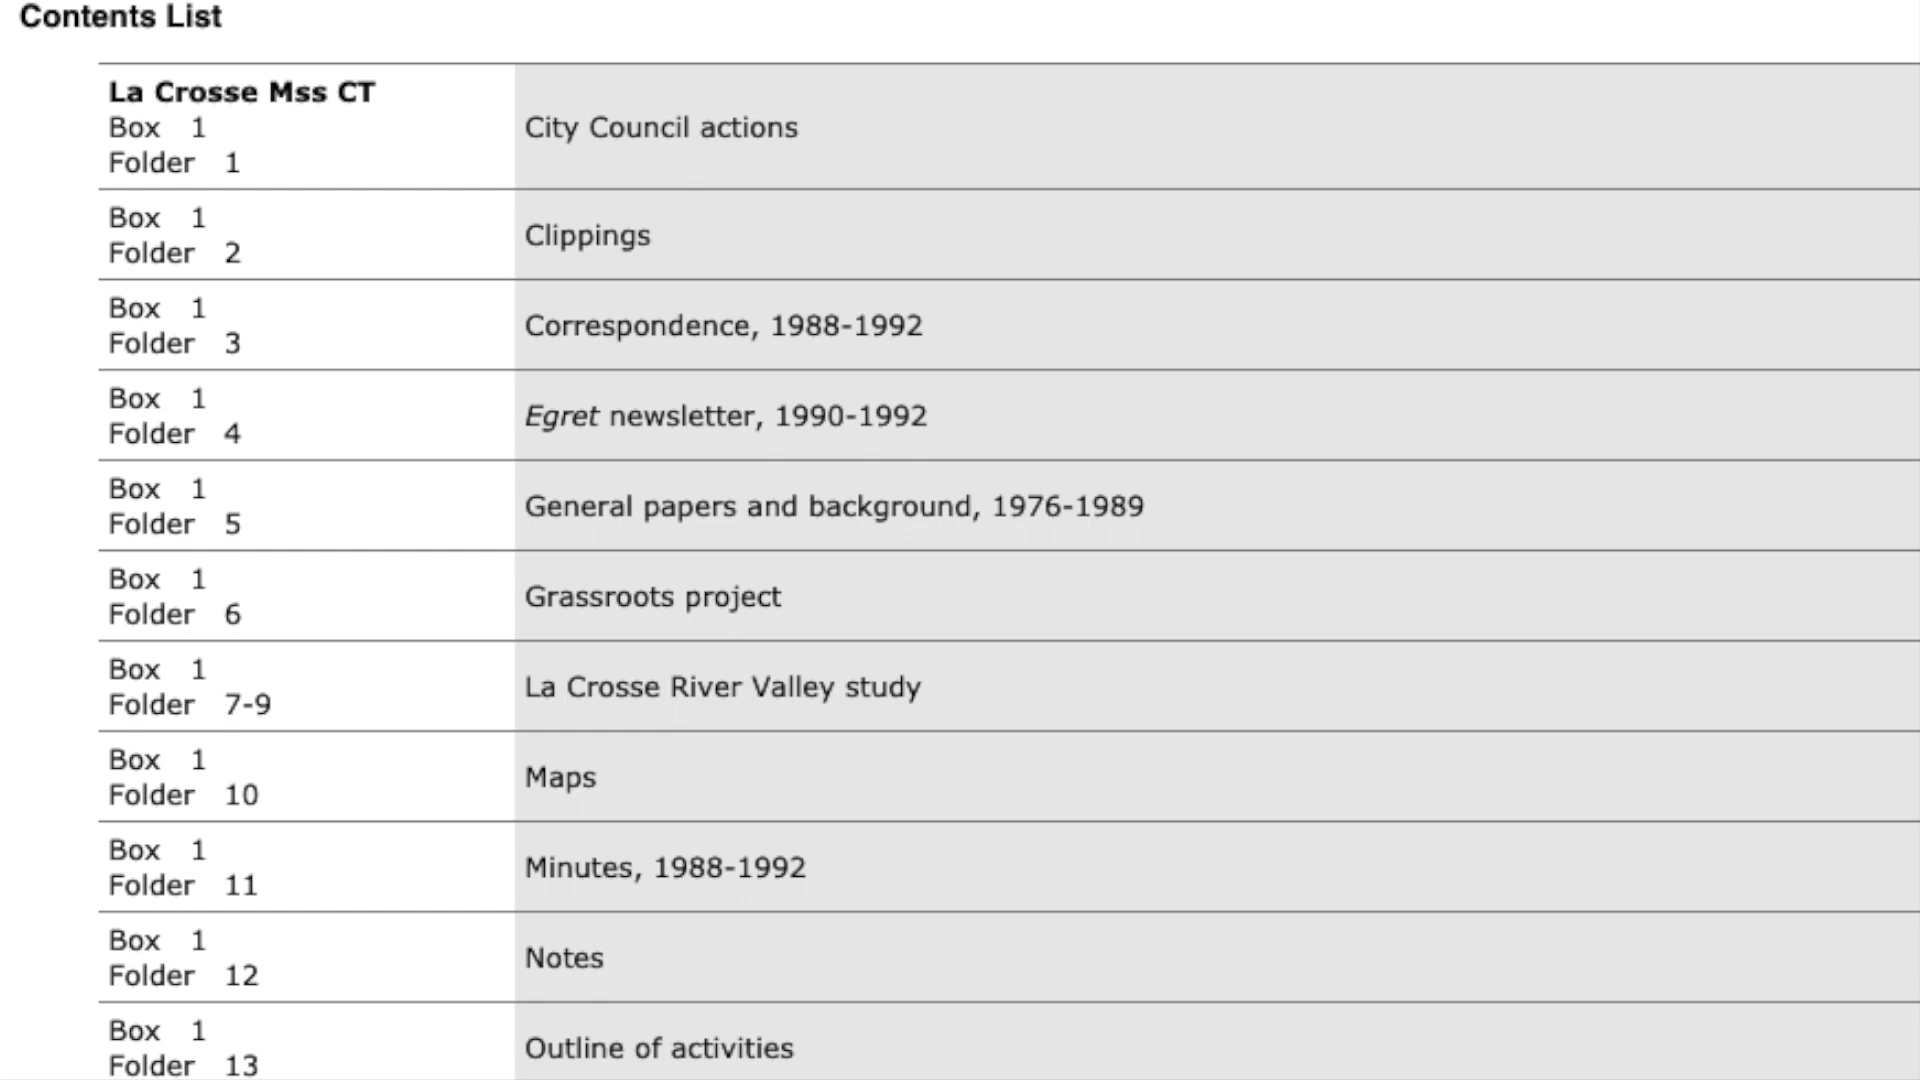 Contents List
La Crosse Mss CT
Box 1
Folder 1
City Council actions
Box 1
Folder 2
Clippings
Box 1
Folder 3
Correspondence, 1988-1992
Box 1
Folder 4
Egret newsletter, 1990-1992
Box 1
Folder 5
General papers and background, 1976-1989
Box 1
Folder 6
Grassroots project
Box 1
Folder 7-9
La Crosse River Valley study
Box 1
Folder 10
Maps
Box 1
Folder 11
Minutes, 1988-1992
Box 1
Folder 12
Notes
Box 1
Folder 13
Outline of activities